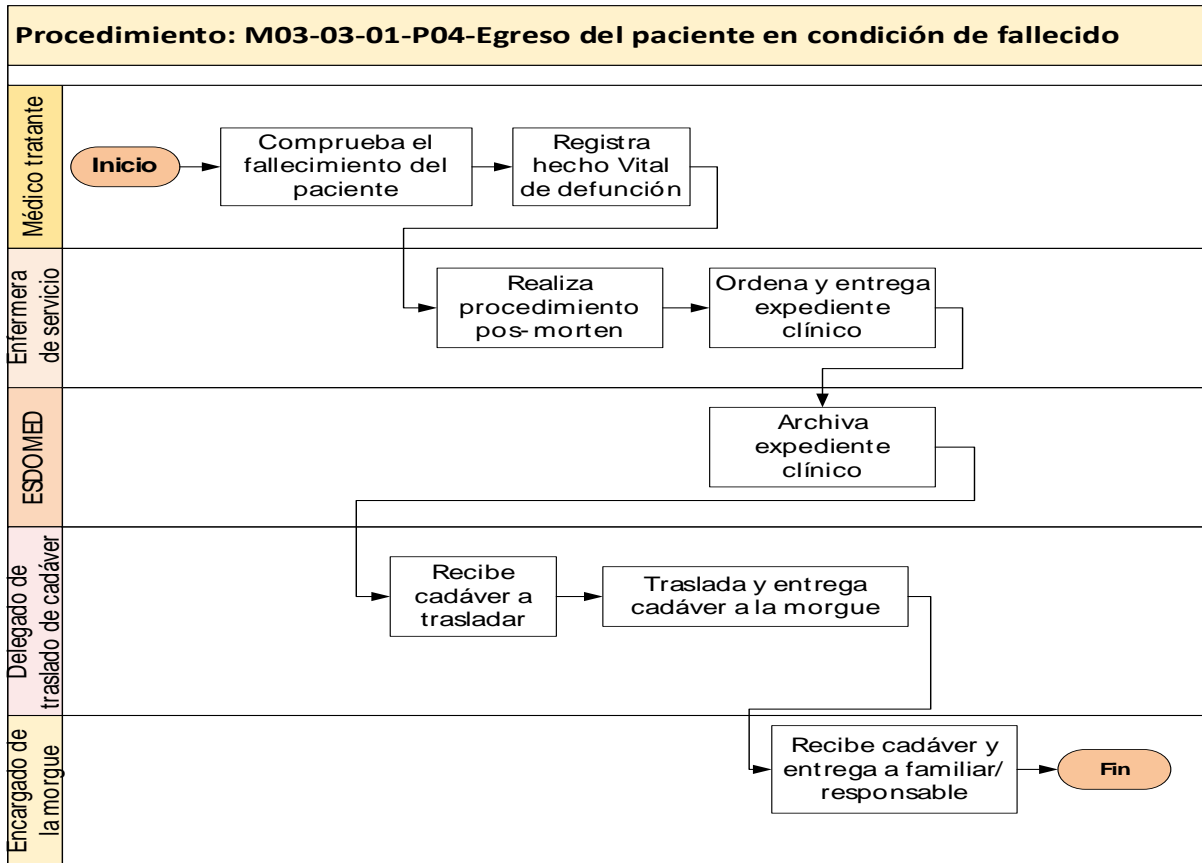 Procedimiento: M03-03-01-P04-Egreso del paciente en condición de fallecido
Médico tratante
Inicio
Comprueba el
fallecimiento del
paciente
Registra
hecho Vital
de defunción
Enfermera
de servicio
Realiza
procedimiento
pos-morten
Ordena y entrega
expediente
clínico
ESDOMED
Archiva
expediente
clínico
Delegado de
traslado de cadáver
Recibe
cadáver a
trasladar
Traslada y entrega
cadáver a la morgue
Encargado de
la morgue
Recibe cadáver y
entrega a familiar/
responsable
Fin